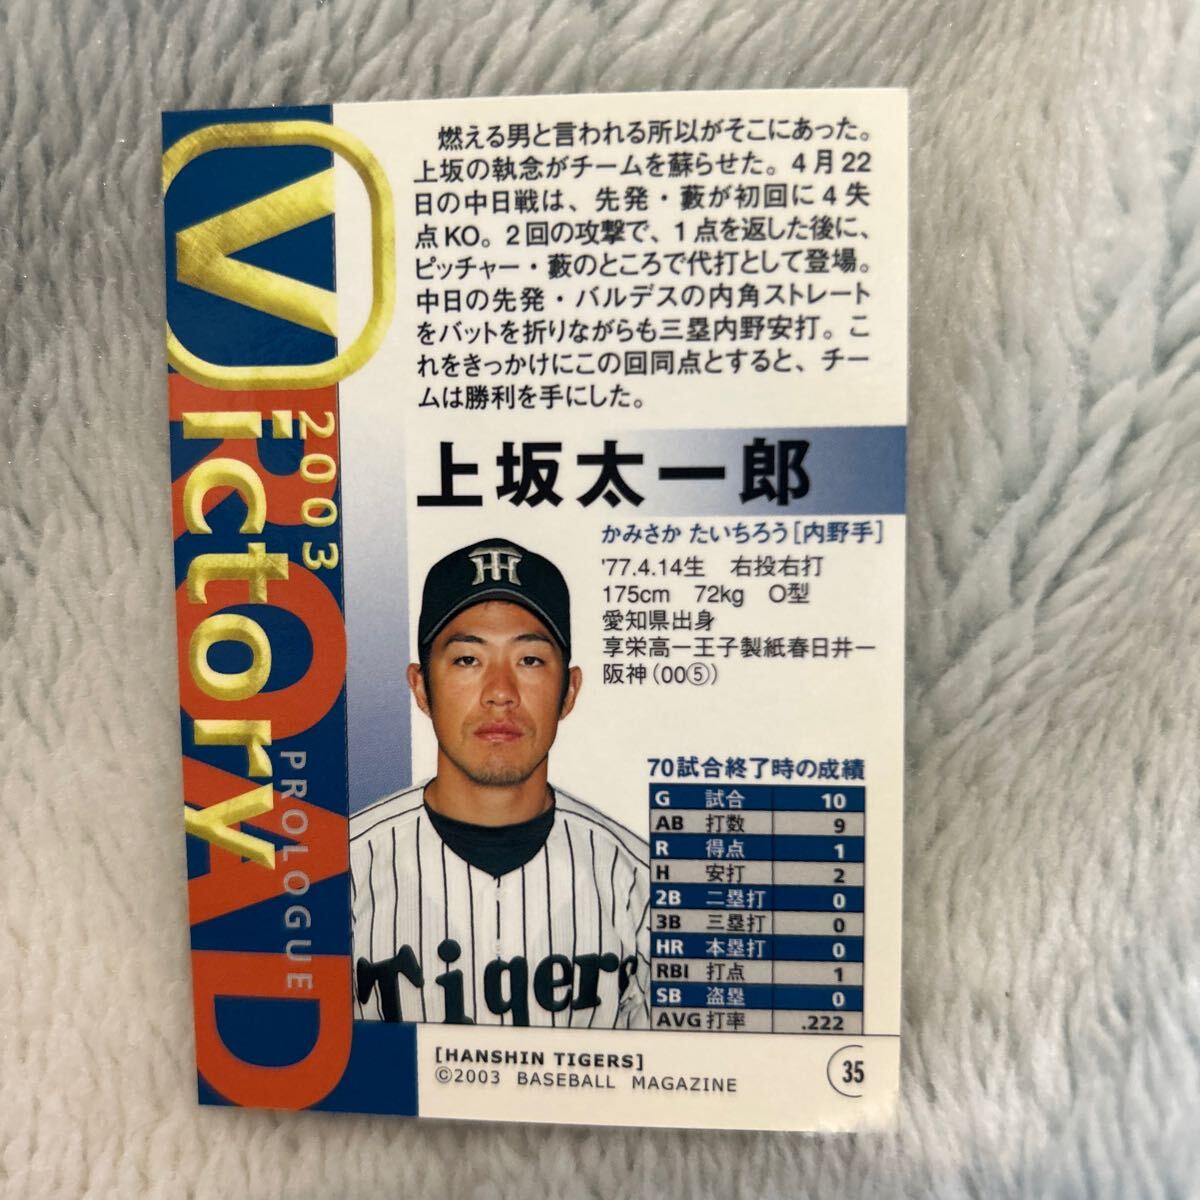 燃える男と言われる所以がそこにあった。
上坂の執念がチームを蘇らせた。4月22
日の中日戦は、先発・藪が初回に4失
点KO。2回の攻撃で、1点を返した後に、
ピッチャー・藪のところで代打として登場。
中日の先発・バルデスの内角ストレート
をバットを折りながらも三塁内野安打。こ
れをきっかけにこの回同点とすると、チー
ムは勝利を手にした。
Victory
ROAD
2003
PROLOGUE
上坂太一郎
かみさか たいちろう[内野手]
'77.4.14生 右投右打
175cm 72kg O型
愛知県出身
享栄高ー王子製紙春日井ー
阪神(00⑤)
TH
Tigers
70試合終了時の成績
G 試合 10
AB 打数 9
R 得点 1
H 安打 2
2B 二塁打 0
3B 三塁打 0
HR 本塁打 0
RBI 打点 1
SB 盗塁 0
AVG 打率 .222
[HANSHIN TIGERS]
©2003 BASEBALL MAGAZINE
35